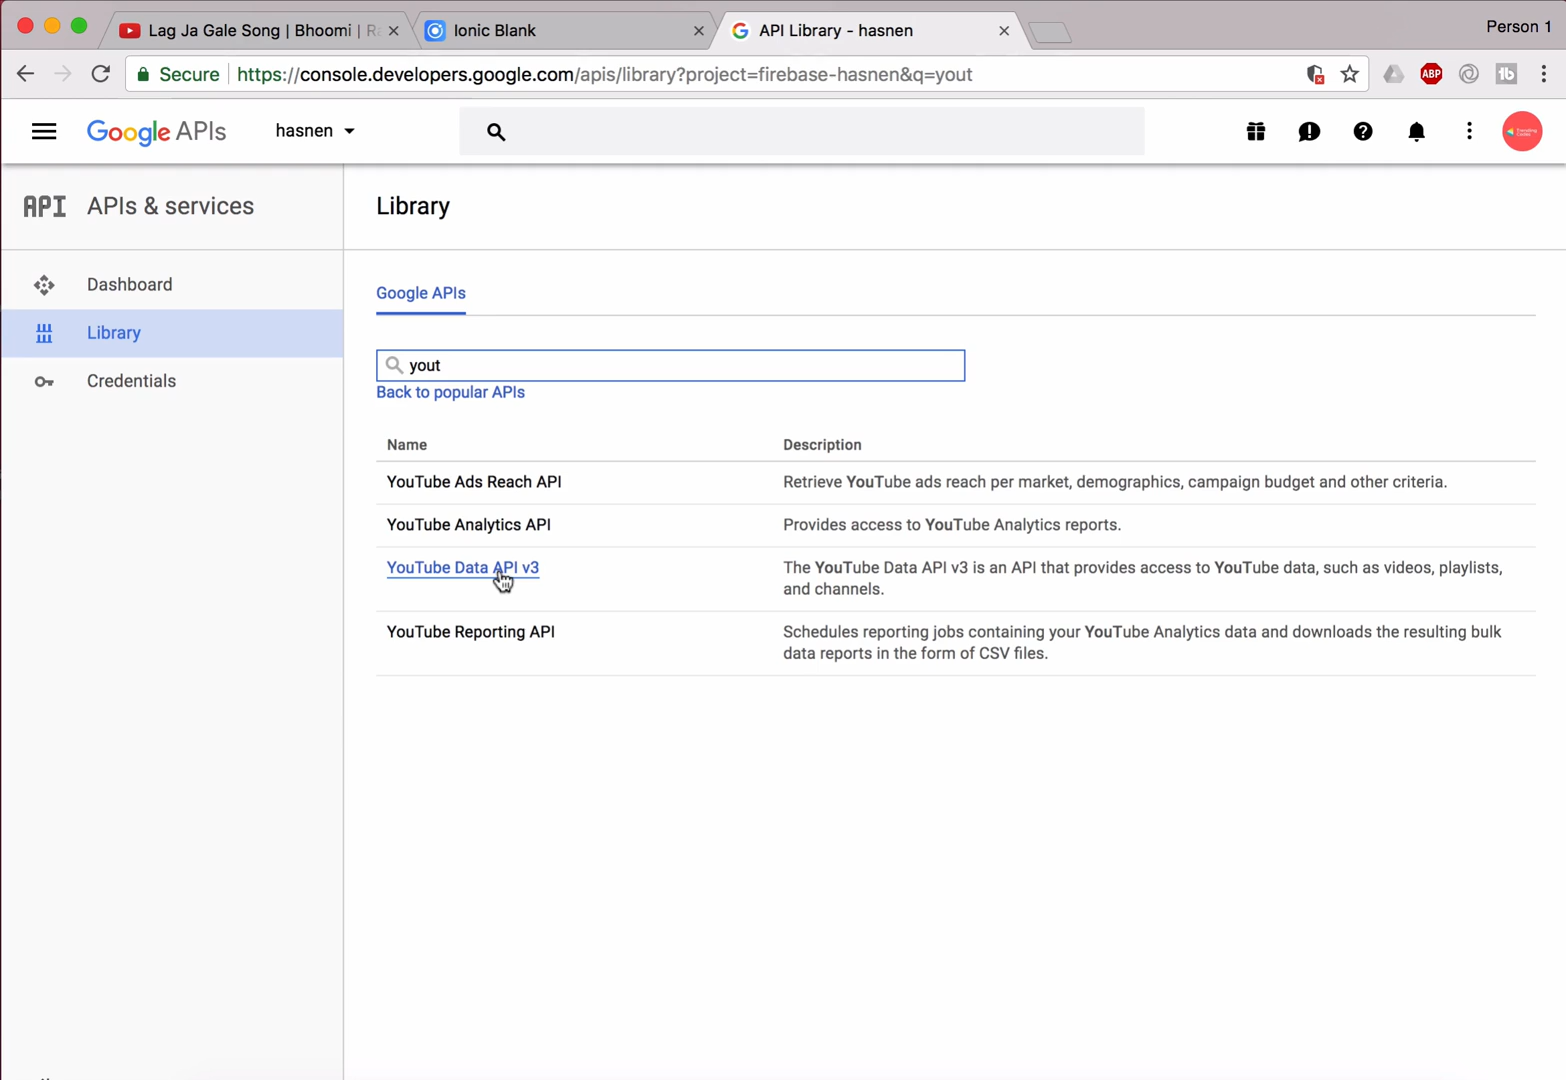 Lag Ja Gale Song | Bhoomi | Ra
Ionic Blank
API Library - hasnen
Person 1
Secure
https://console.developers.google.com/apis/library?project=firebase-hasnen&q=yout
ABP
tb
Google APIs
hasnen
API APIs & services
Library
Dashboard
Library
Credentials
Google APIs
yout
Back to popular APIs
Name Description
YouTube Ads Reach API Retrieve YouTube ads reach per market, demographics, campaign budget and other criteria.
YouTube Analytics API Provides access to YouTube Analytics reports.
YouTube Data API v3 The YouTube Data API v3 is an API that provides access to YouTube data, such as videos, playlists,
and channels.
YouTube Reporting API Schedules reporting jobs containing your YouTube Analytics data and downloads the resulting bulk
data reports in the form of CSV files.